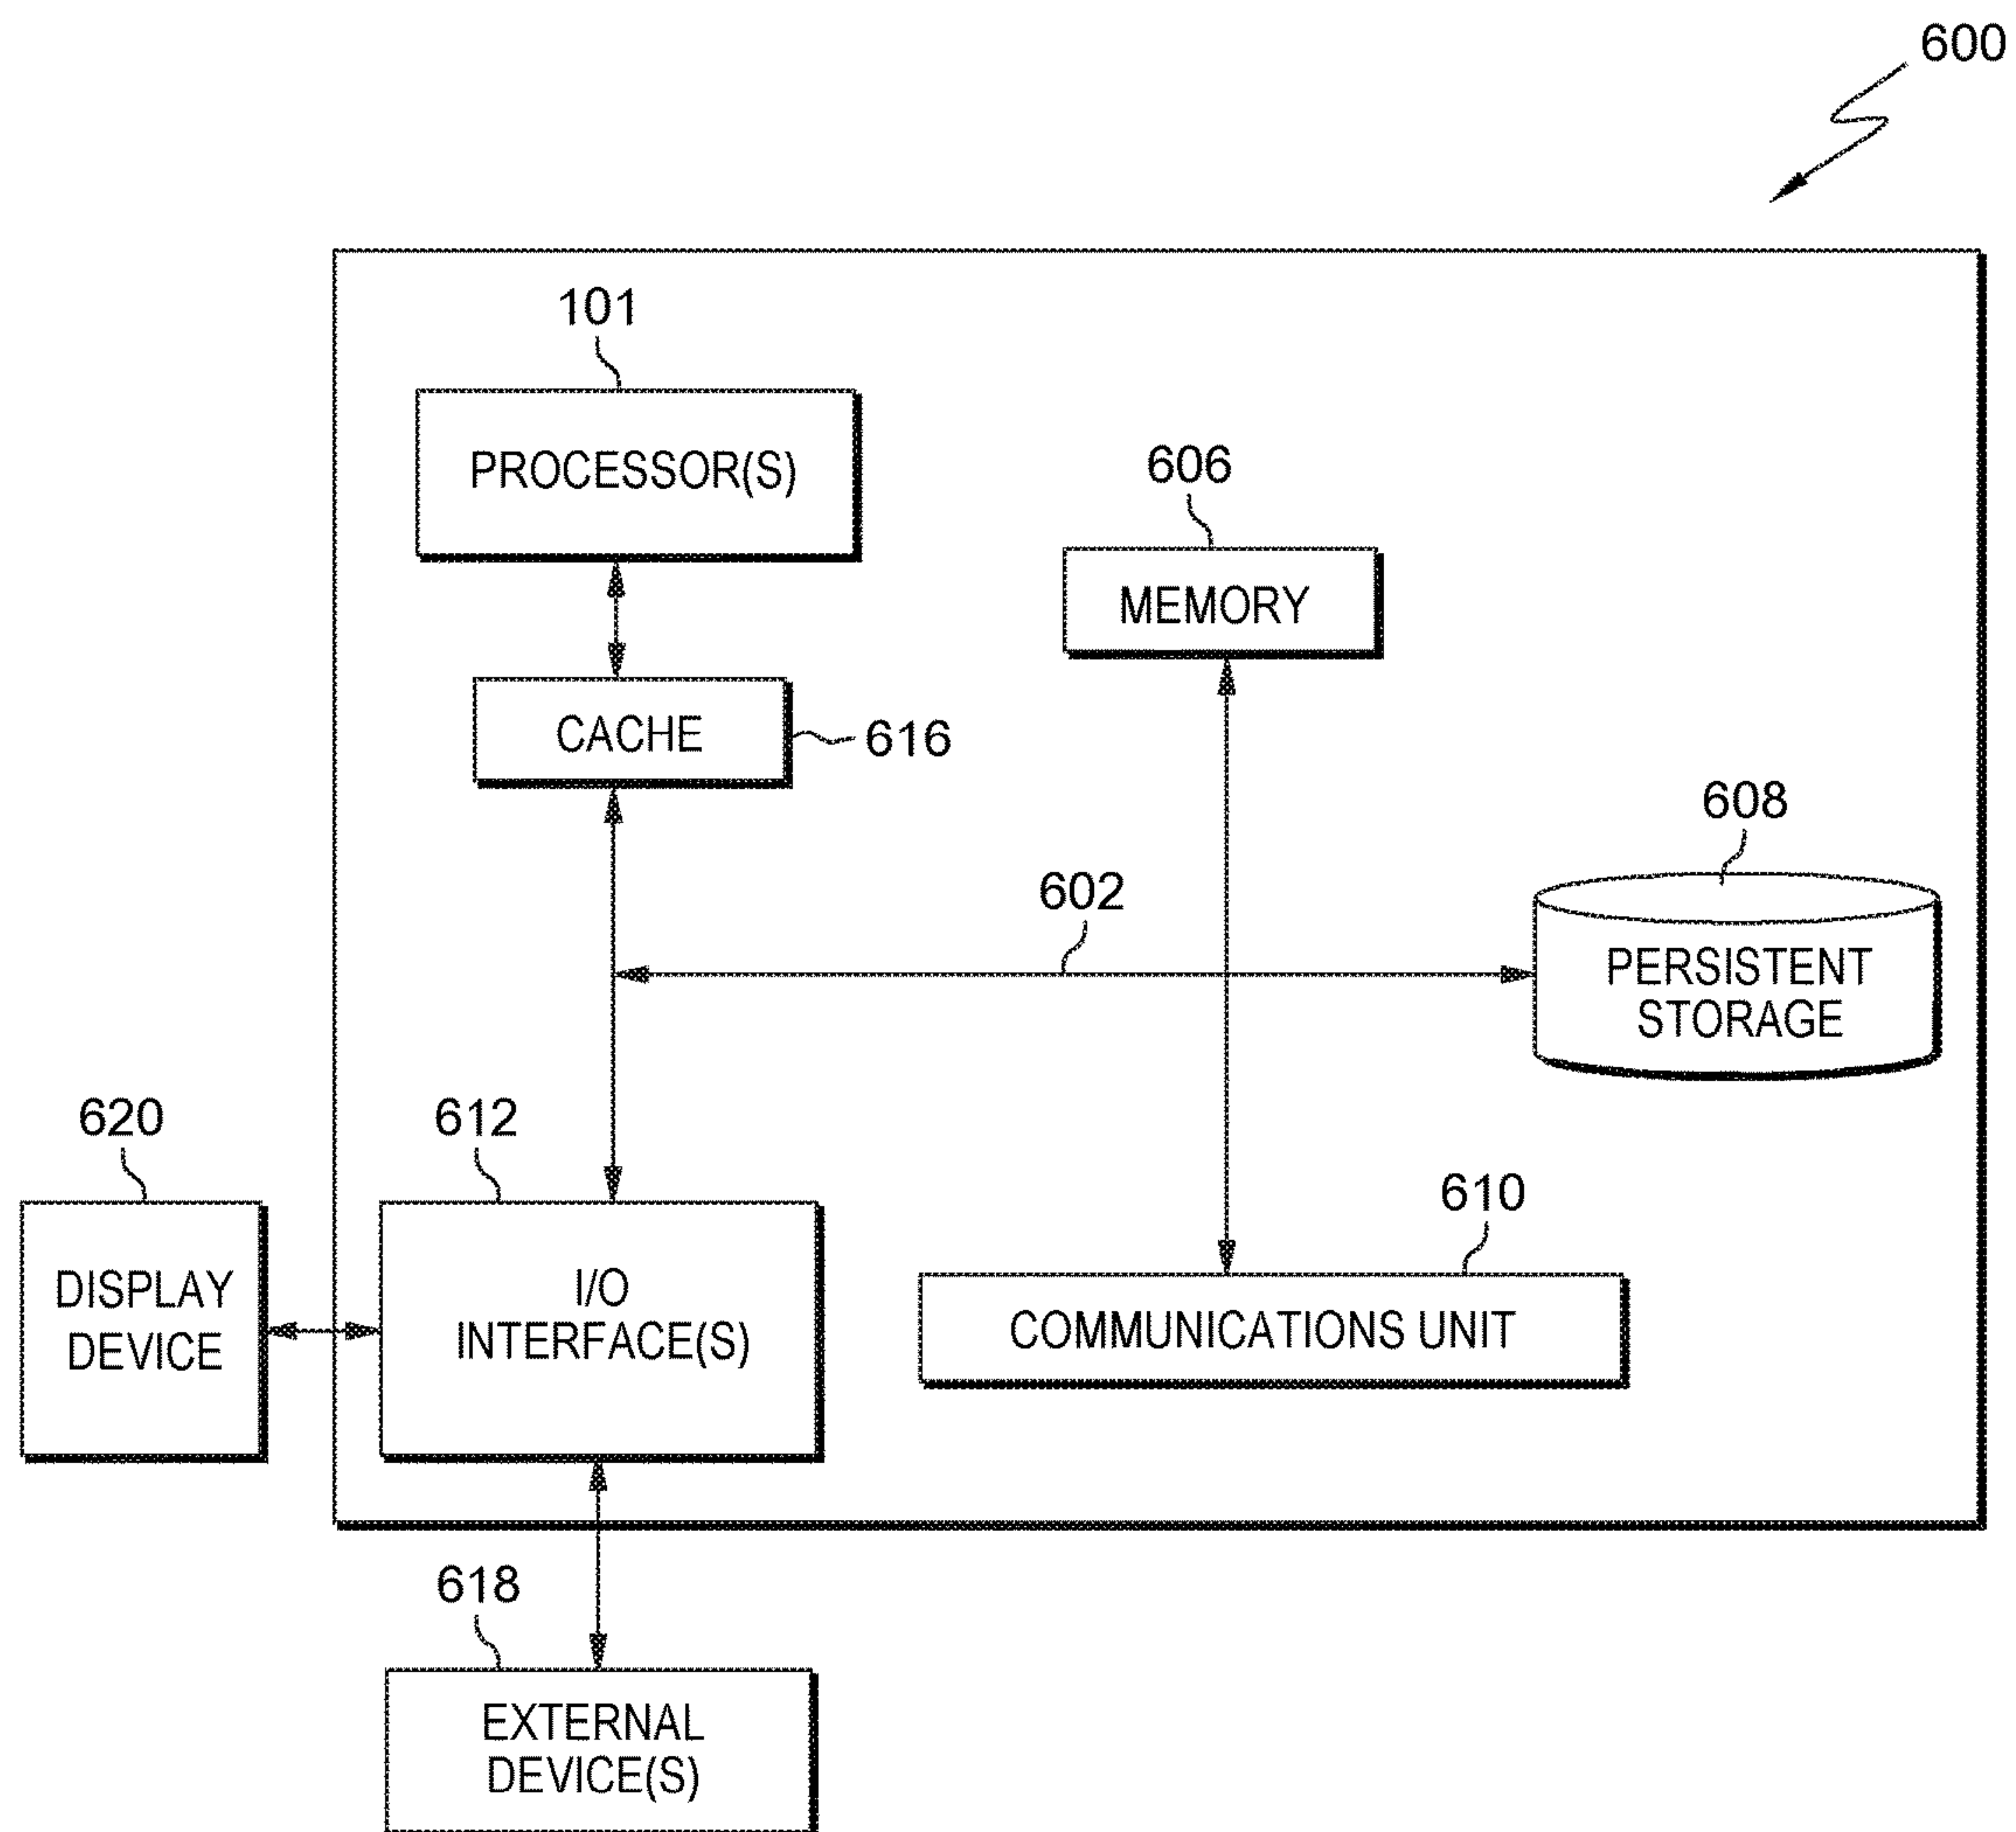 600
101
PROCESSOR(S)
606
MEMORY
CACHE
616
608
602
PERSISTENT
STORAGE
620
612
610
DISPLAY
DEVICE
I/O
INTERFACE(S)
COMMUNICATIONS UNIT
618
EXTERNAL
DEVICE(S)